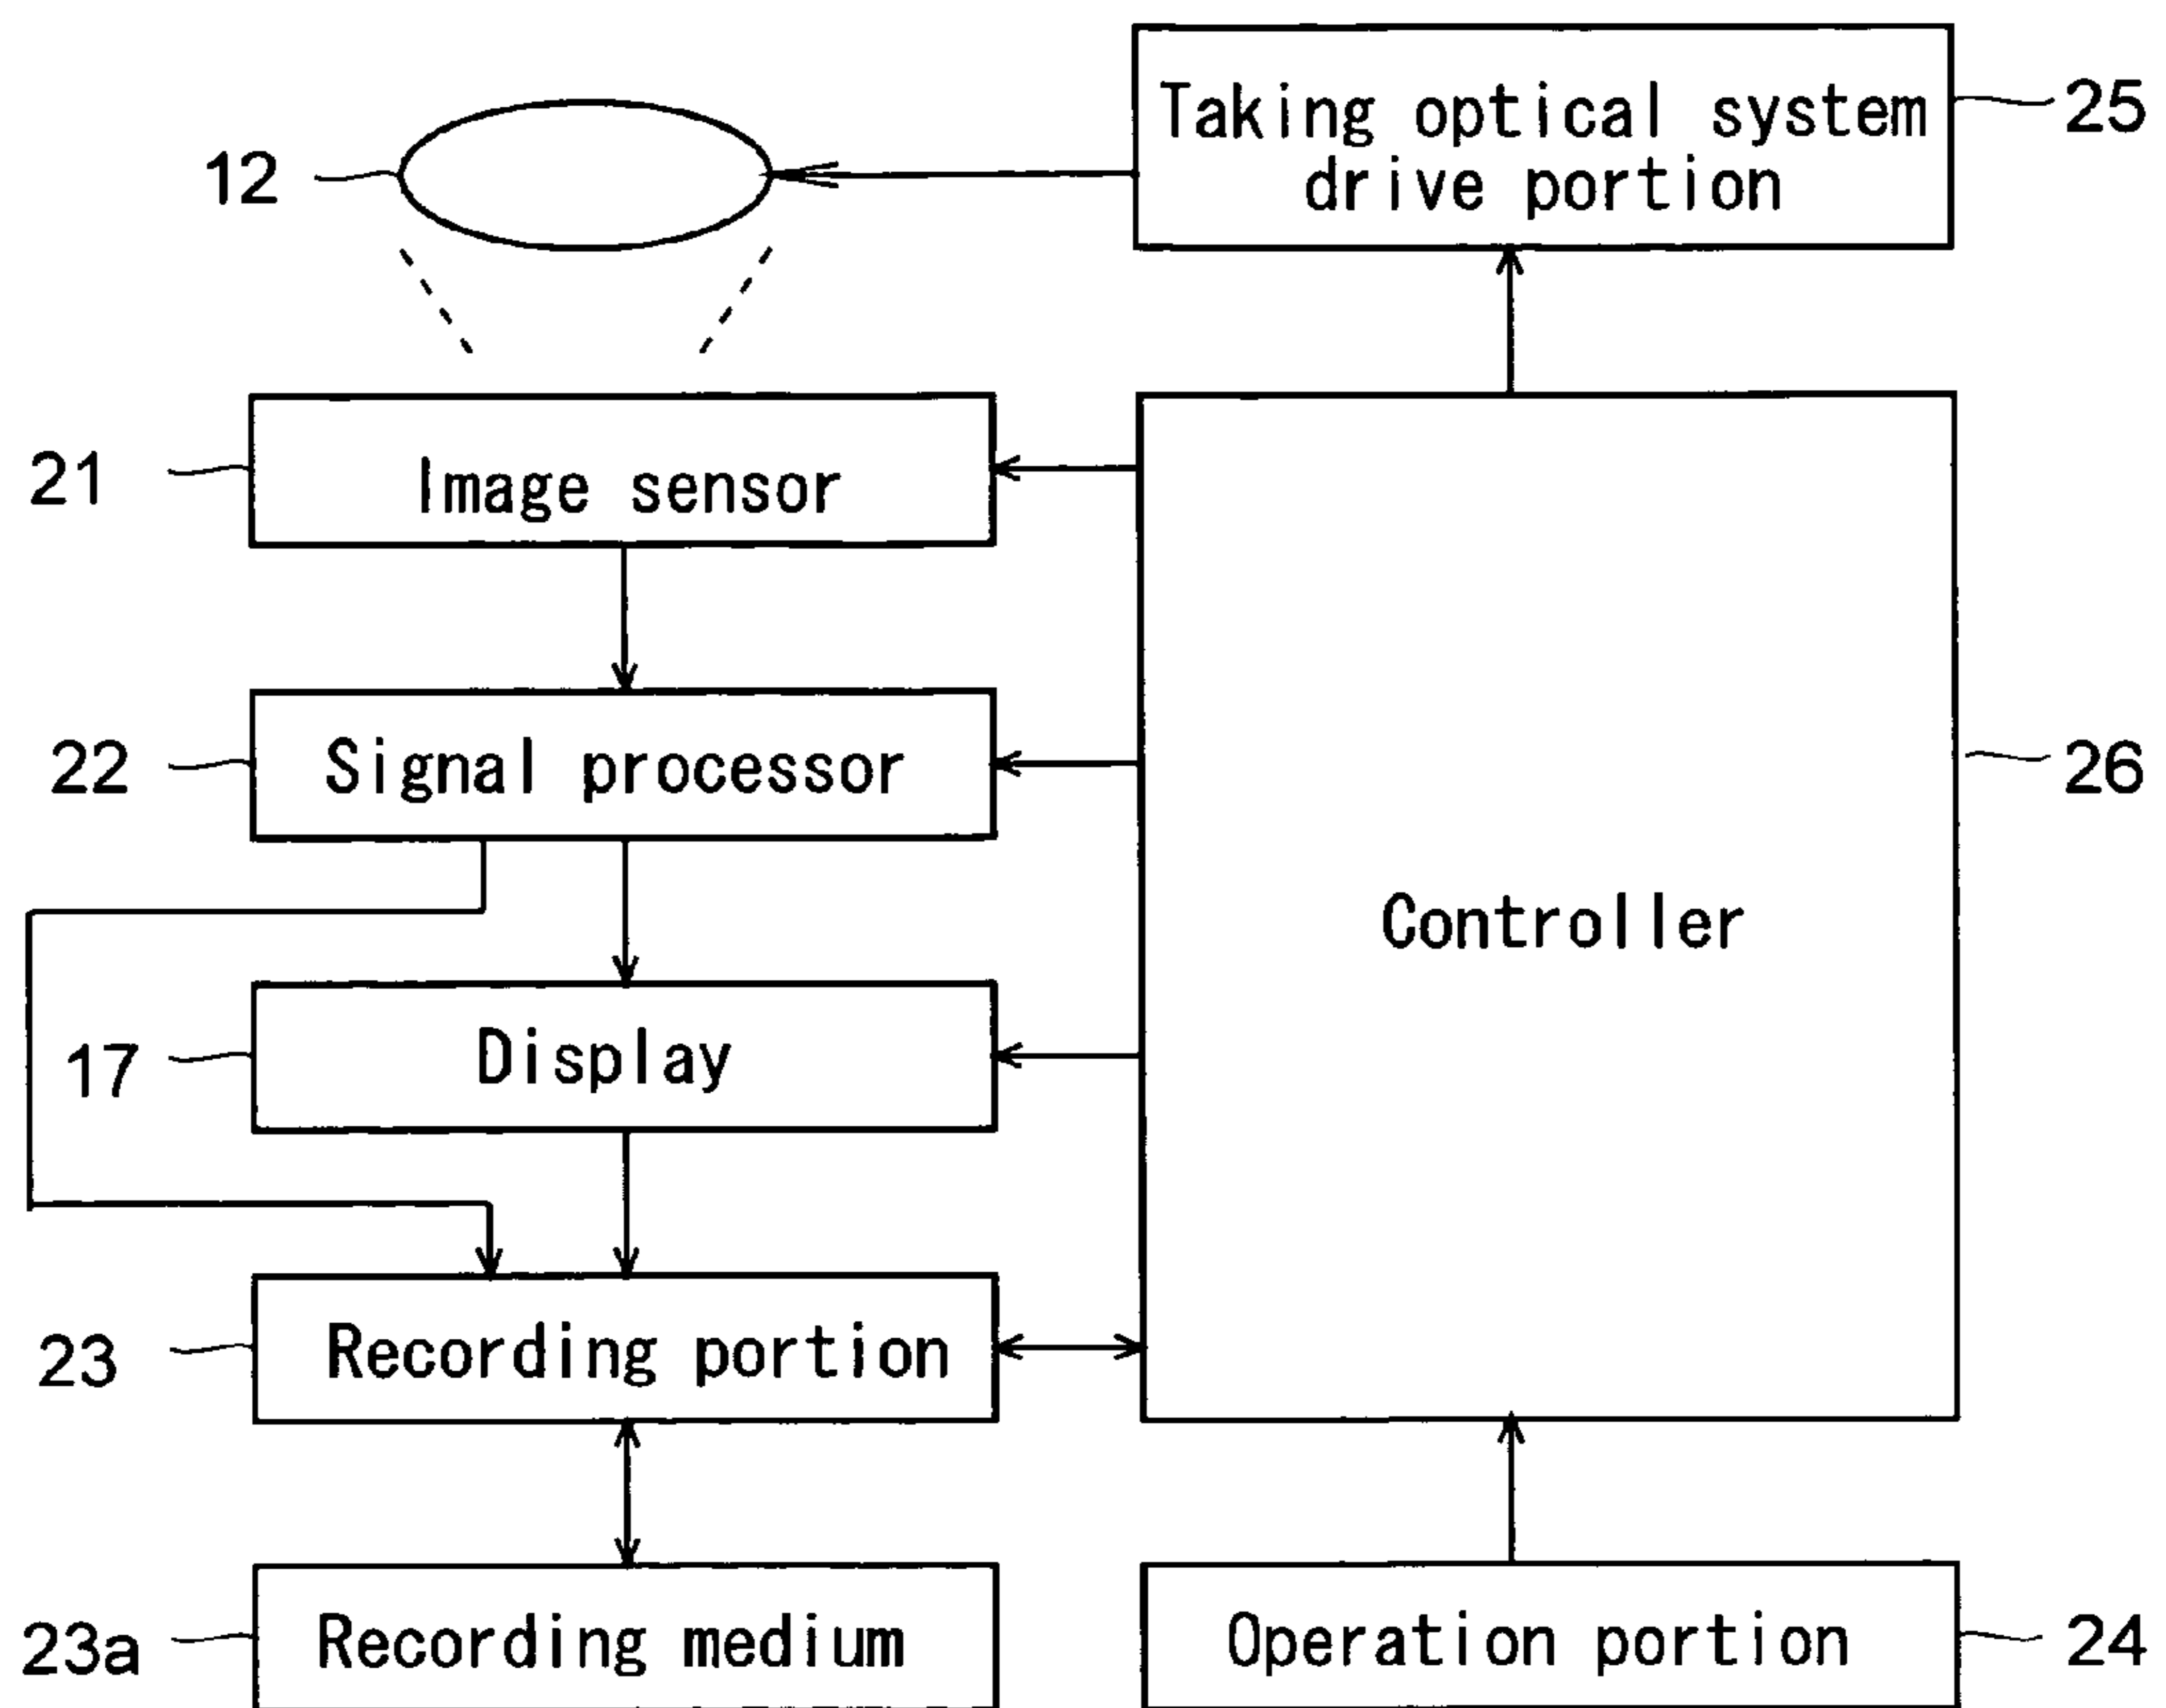 Taking optical system
drive portion
25
12
21
Image sensor
22
Signal processor
26
Controller
17
Display
23
Recording portion
23a
Recording medium
Operation portion
24